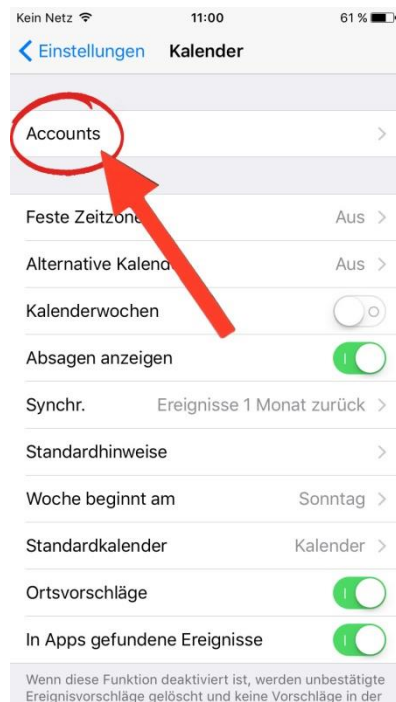 Kein Netz 11:00 61 %
Einstellungen Kalender
Accounts
Feste Zeitzone Aus
Alternative Aus
Kalenderwochen
Absagen anzeigen
Synchr. Ereignisse 1 Monat zurück
Standardhinweise
Woche beginnt am Sonntag
Standardkalender Kalender
Ortsvorschläge
In Apps gefundene Ereignisse
Wenn diese Funktion deaktiviert ist, werden unbestätigte
Ereignisvorschläge gelöscht und keine Vorschläge in der